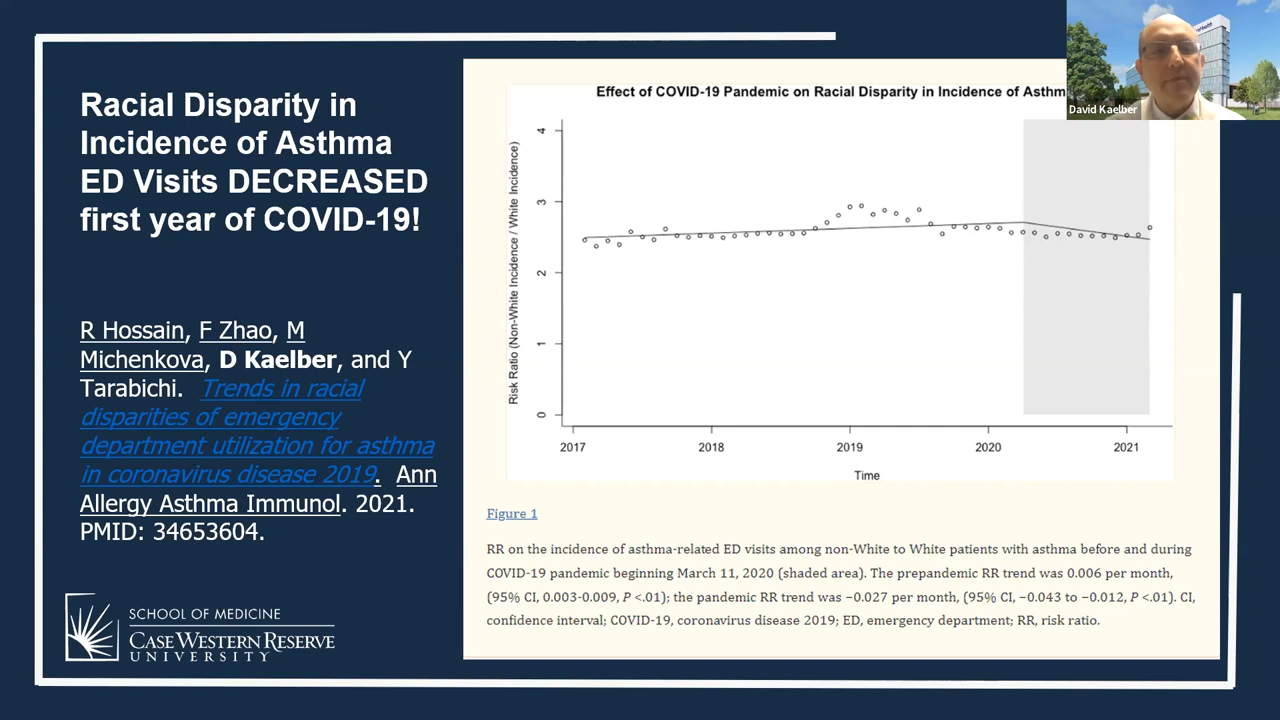 Racial Disparity in
Incidence of Asthma
ED Visits DECREASED
first year of COVID-19!
R Hossain, F Zhao, M
Michenkova, D Kaelber, and Y
Tarabichi. Trends in racial
disparities of emergency
department utilization for asthma
in coronavirus disease 2019. Ann
Allergy Asthma Immunol. 2021.
PMID: 34653604.
SCHOOL OF MEDICINE
CASE WESTERN RESERVE
UNIVERSITY
Effect of COVID-19 Pandemic on Racial Disparity in Incidence of Asthm
Risk Ratio (Non-White Incidence / White Incidence)
4
3
2
1
0
2017
2018
2019
2020
2021
Time
Figure 1
RR on the incidence of asthma-related ED visits among non-White to White patients with asthma before and during
COVID-19 pandemic beginning March 11, 2020 (shaded area). The prepandemic RR trend was 0.006 per month,
(95% CI, 0.003-0.009, P <.01); the pandemic RR trend was −0.027 per month, (95% CI, −0.043 to −0.012, P <.01). CI,
confidence interval; COVID-19, coronavirus disease 2019; ED, emergency department; RR, risk ratio.
David Kaelber